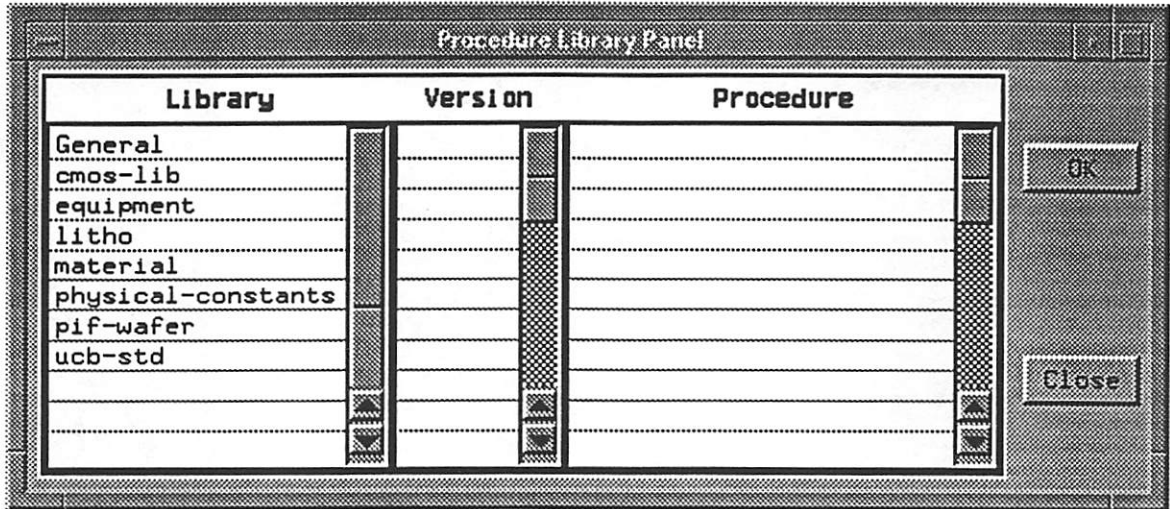 Procedure Library Panel
Library Version Procedure
General
cmos-lib
OK
equipment
litho
material
physical-constants
pif-wafer
ucb-std
Close